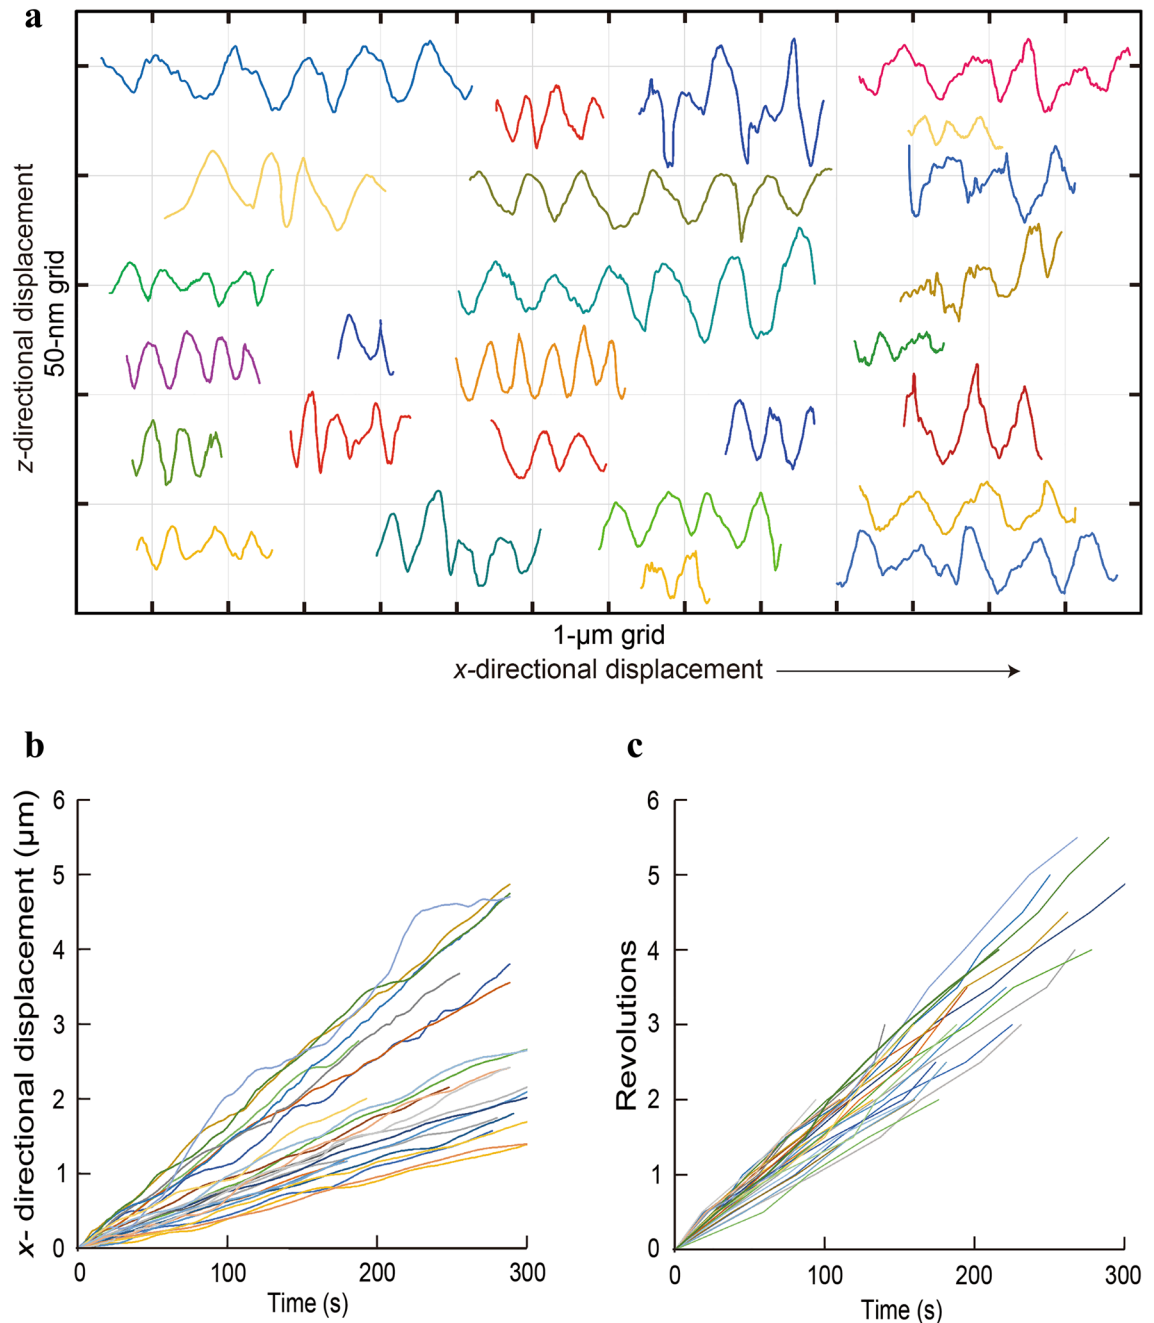 a
z-directional displacement
50-nm grid
1-µm grid
x-directional displacement
b
c
x- directional displacement (µm)
6
5
4
3
2
1
0
0 100 200 300
Time (s)
Revolutions
6
5
4
3
2
1
0
0 100 200 300
Time (s)